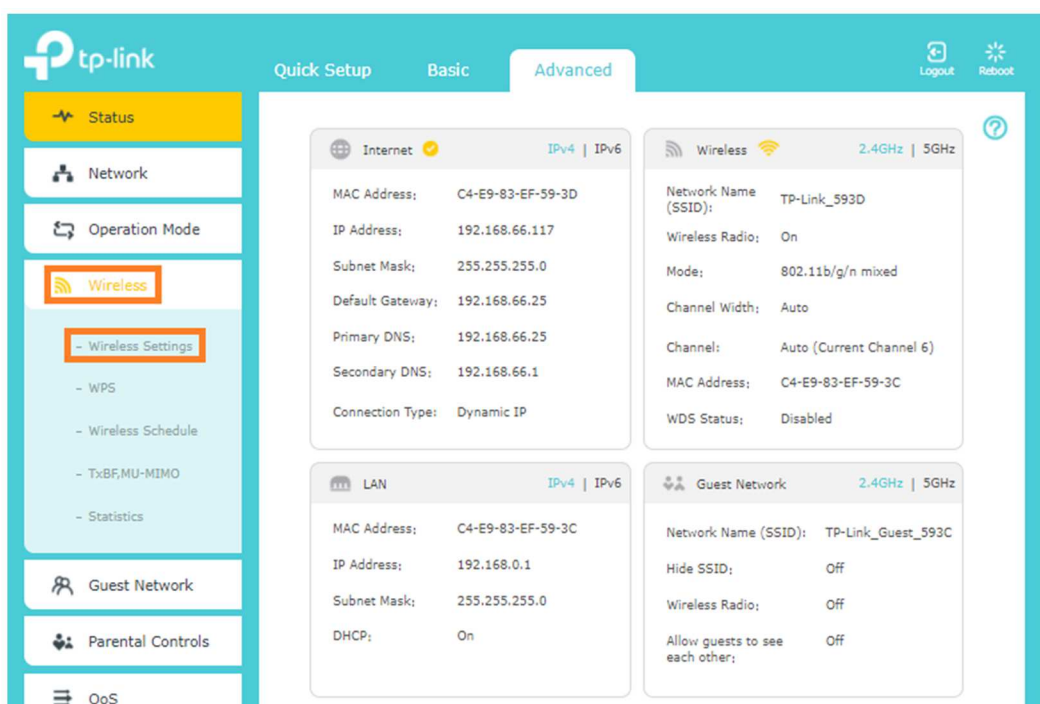 tp-link
Quick Setup Basic Advanced
Logout Reboot
Status
Network
Operation Mode
Wireless
- Wireless Settings
- WPS
- Wireless Schedule
- TxBF,MU-MIMO
- Statistics
Guest Network
Parental Controls
QoS
Internet IPv4 | IPv6
MAC Address: C4-E9-83-EF-59-3D
IP Address: 192.168.66.117
Subnet Mask: 255.255.255.0
Default Gateway: 192.168.66.25
Primary DNS: 192.168.66.25
Secondary DNS: 192.168.66.1
Connection Type: Dynamic IP
Wireless 2.4GHz | 5GHz
Network Name
(SSID): TP-Link_593D
Wireless Radio: On
Mode: 802.11b/g/n mixed
Channel Width: Auto
Channel: Auto (Current Channel 6)
MAC Address: C4-E9-83-EF-59-3C
WDS Status: Disabled
LAN IPv4 | IPv6
MAC Address: C4-E9-83-EF-59-3C
IP Address: 192.168.0.1
Subnet Mask: 255.255.255.0
DHCP: On
Guest Network 2.4GHz | 5GHz
Network Name (SSID): TP-Link_Guest_593C
Hide SSID: Off
Wireless Radio: Off
Allow guests to see Off
each other: